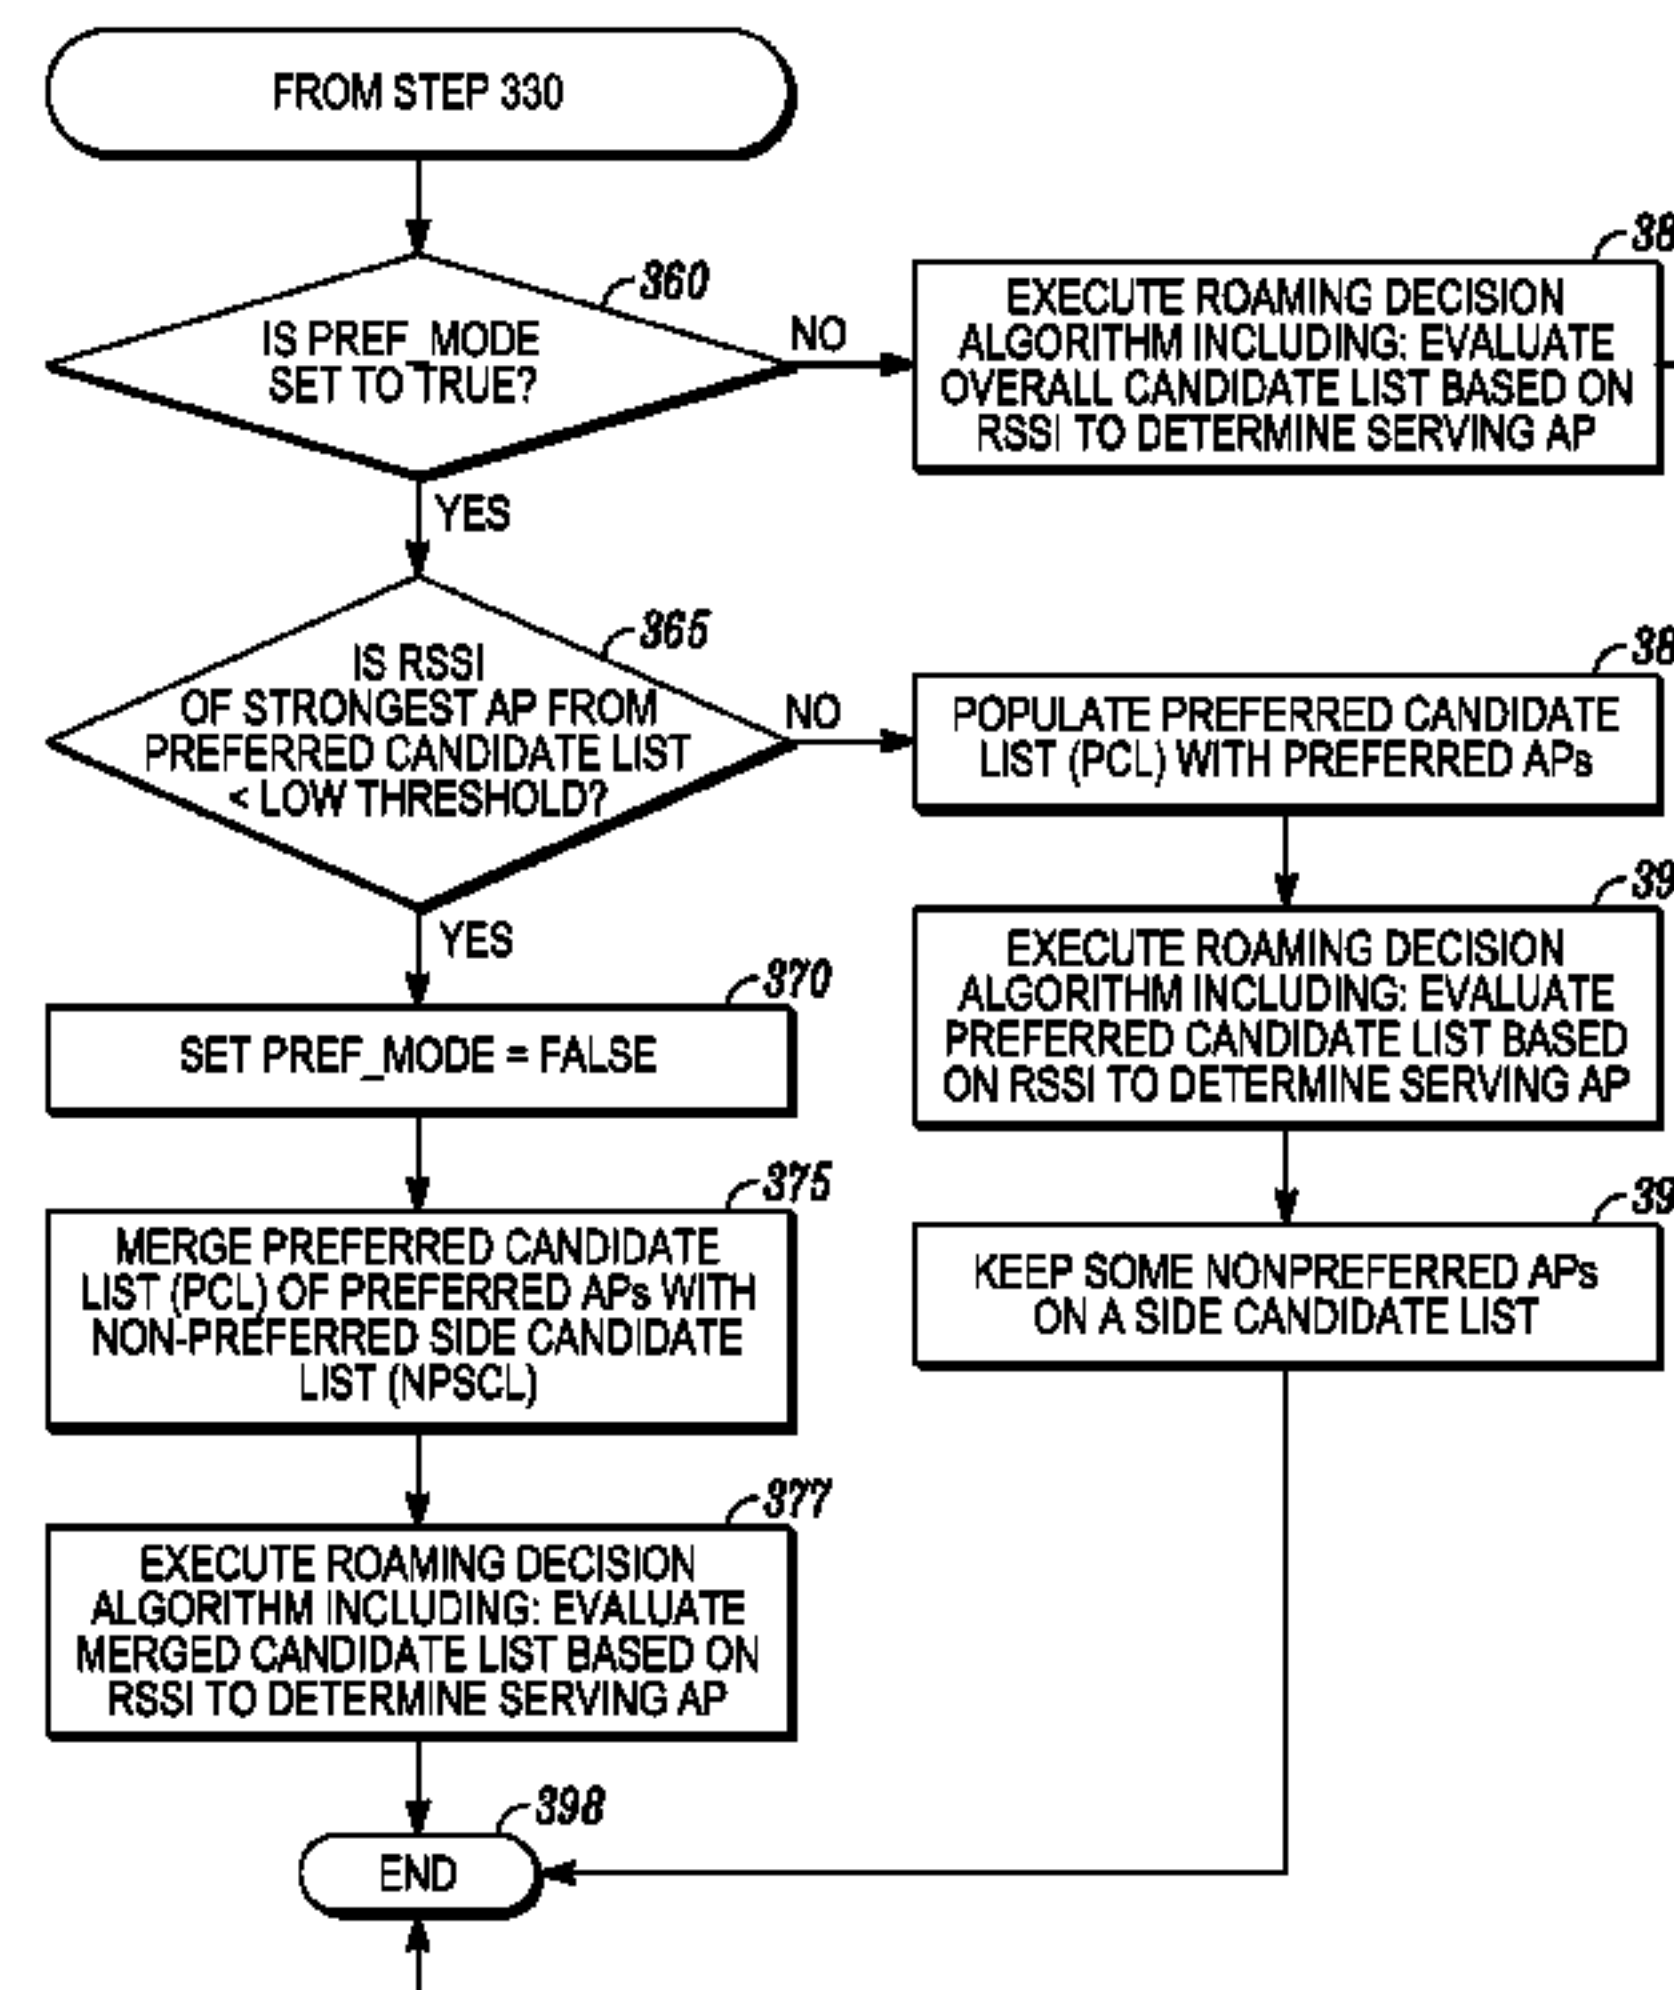 FROM STEP 330
360
IS PREF_MODE
SET TO TRUE?
NO
YES
38
EXECUTE ROAMING DECISION
ALGORITHM INCLUDING: EVALUATE
OVERALL CANDIDATE LIST BASED ON
RSSI TO DETERMINE SERVING AP
365
IS RSSI
OF STRONGEST AP FROM
PREFERRED CANDIDATE LIST
< LOW THRESHOLD?
NO
YES
38
POPULATE PREFERRED CANDIDATE
LIST (PCL) WITH PREFERRED APs
39
EXECUTE ROAMING DECISION
ALGORITHM INCLUDING: EVALUATE
PREFERRED CANDIDATE LIST BASED
ON RSSI TO DETERMINE SERVING AP
39
KEEP SOME NONPREFERRED APs
ON A SIDE CANDIDATE LIST
370
SET PREF_MODE = FALSE
375
MERGE PREFERRED CANDIDATE
LIST (PCL) OF PREFERRED APs WITH
NON-PREFERRED SIDE CANDIDATE
LIST (NPSCL)
377
EXECUTE ROAMING DECISION
ALGORITHM INCLUDING: EVALUATE
MERGED CANDIDATE LIST BASED ON
RSSI TO DETERMINE SERVING AP
398
END